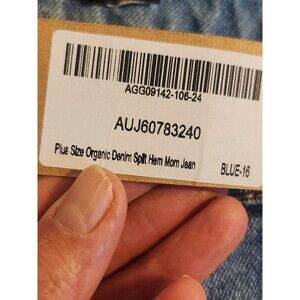 AGG09142-106-24
AUJ60783240
Plus Size Organic Denim Split Hem Mom Jean BLUE-16